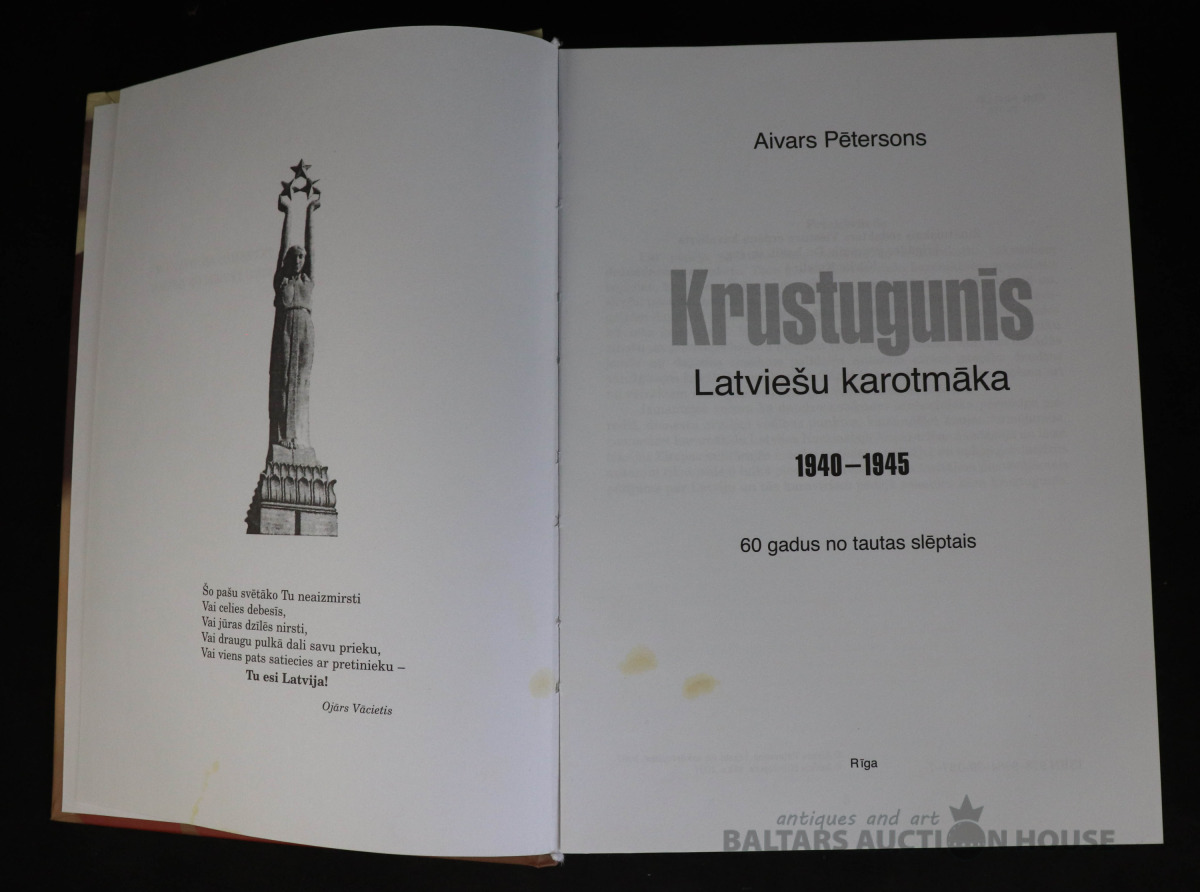 Šo pašu svētāko Tu neaizmirsti
Vai celies debesīs,
Vai jūras dzīlēs nirsti,
Vai draugu pulkā dali savu prieku,
Vai viens pats satiecies ar pretinieku –
Tu esi Latvija!
Ojārs Vācietis
Aivars Pētersons
Krustugunīs
Latviešu karotmāka
1940–1945
60 gadus no tautas slēptais
Rīga
antiques and art
BALTARS AUCTION HOUSE